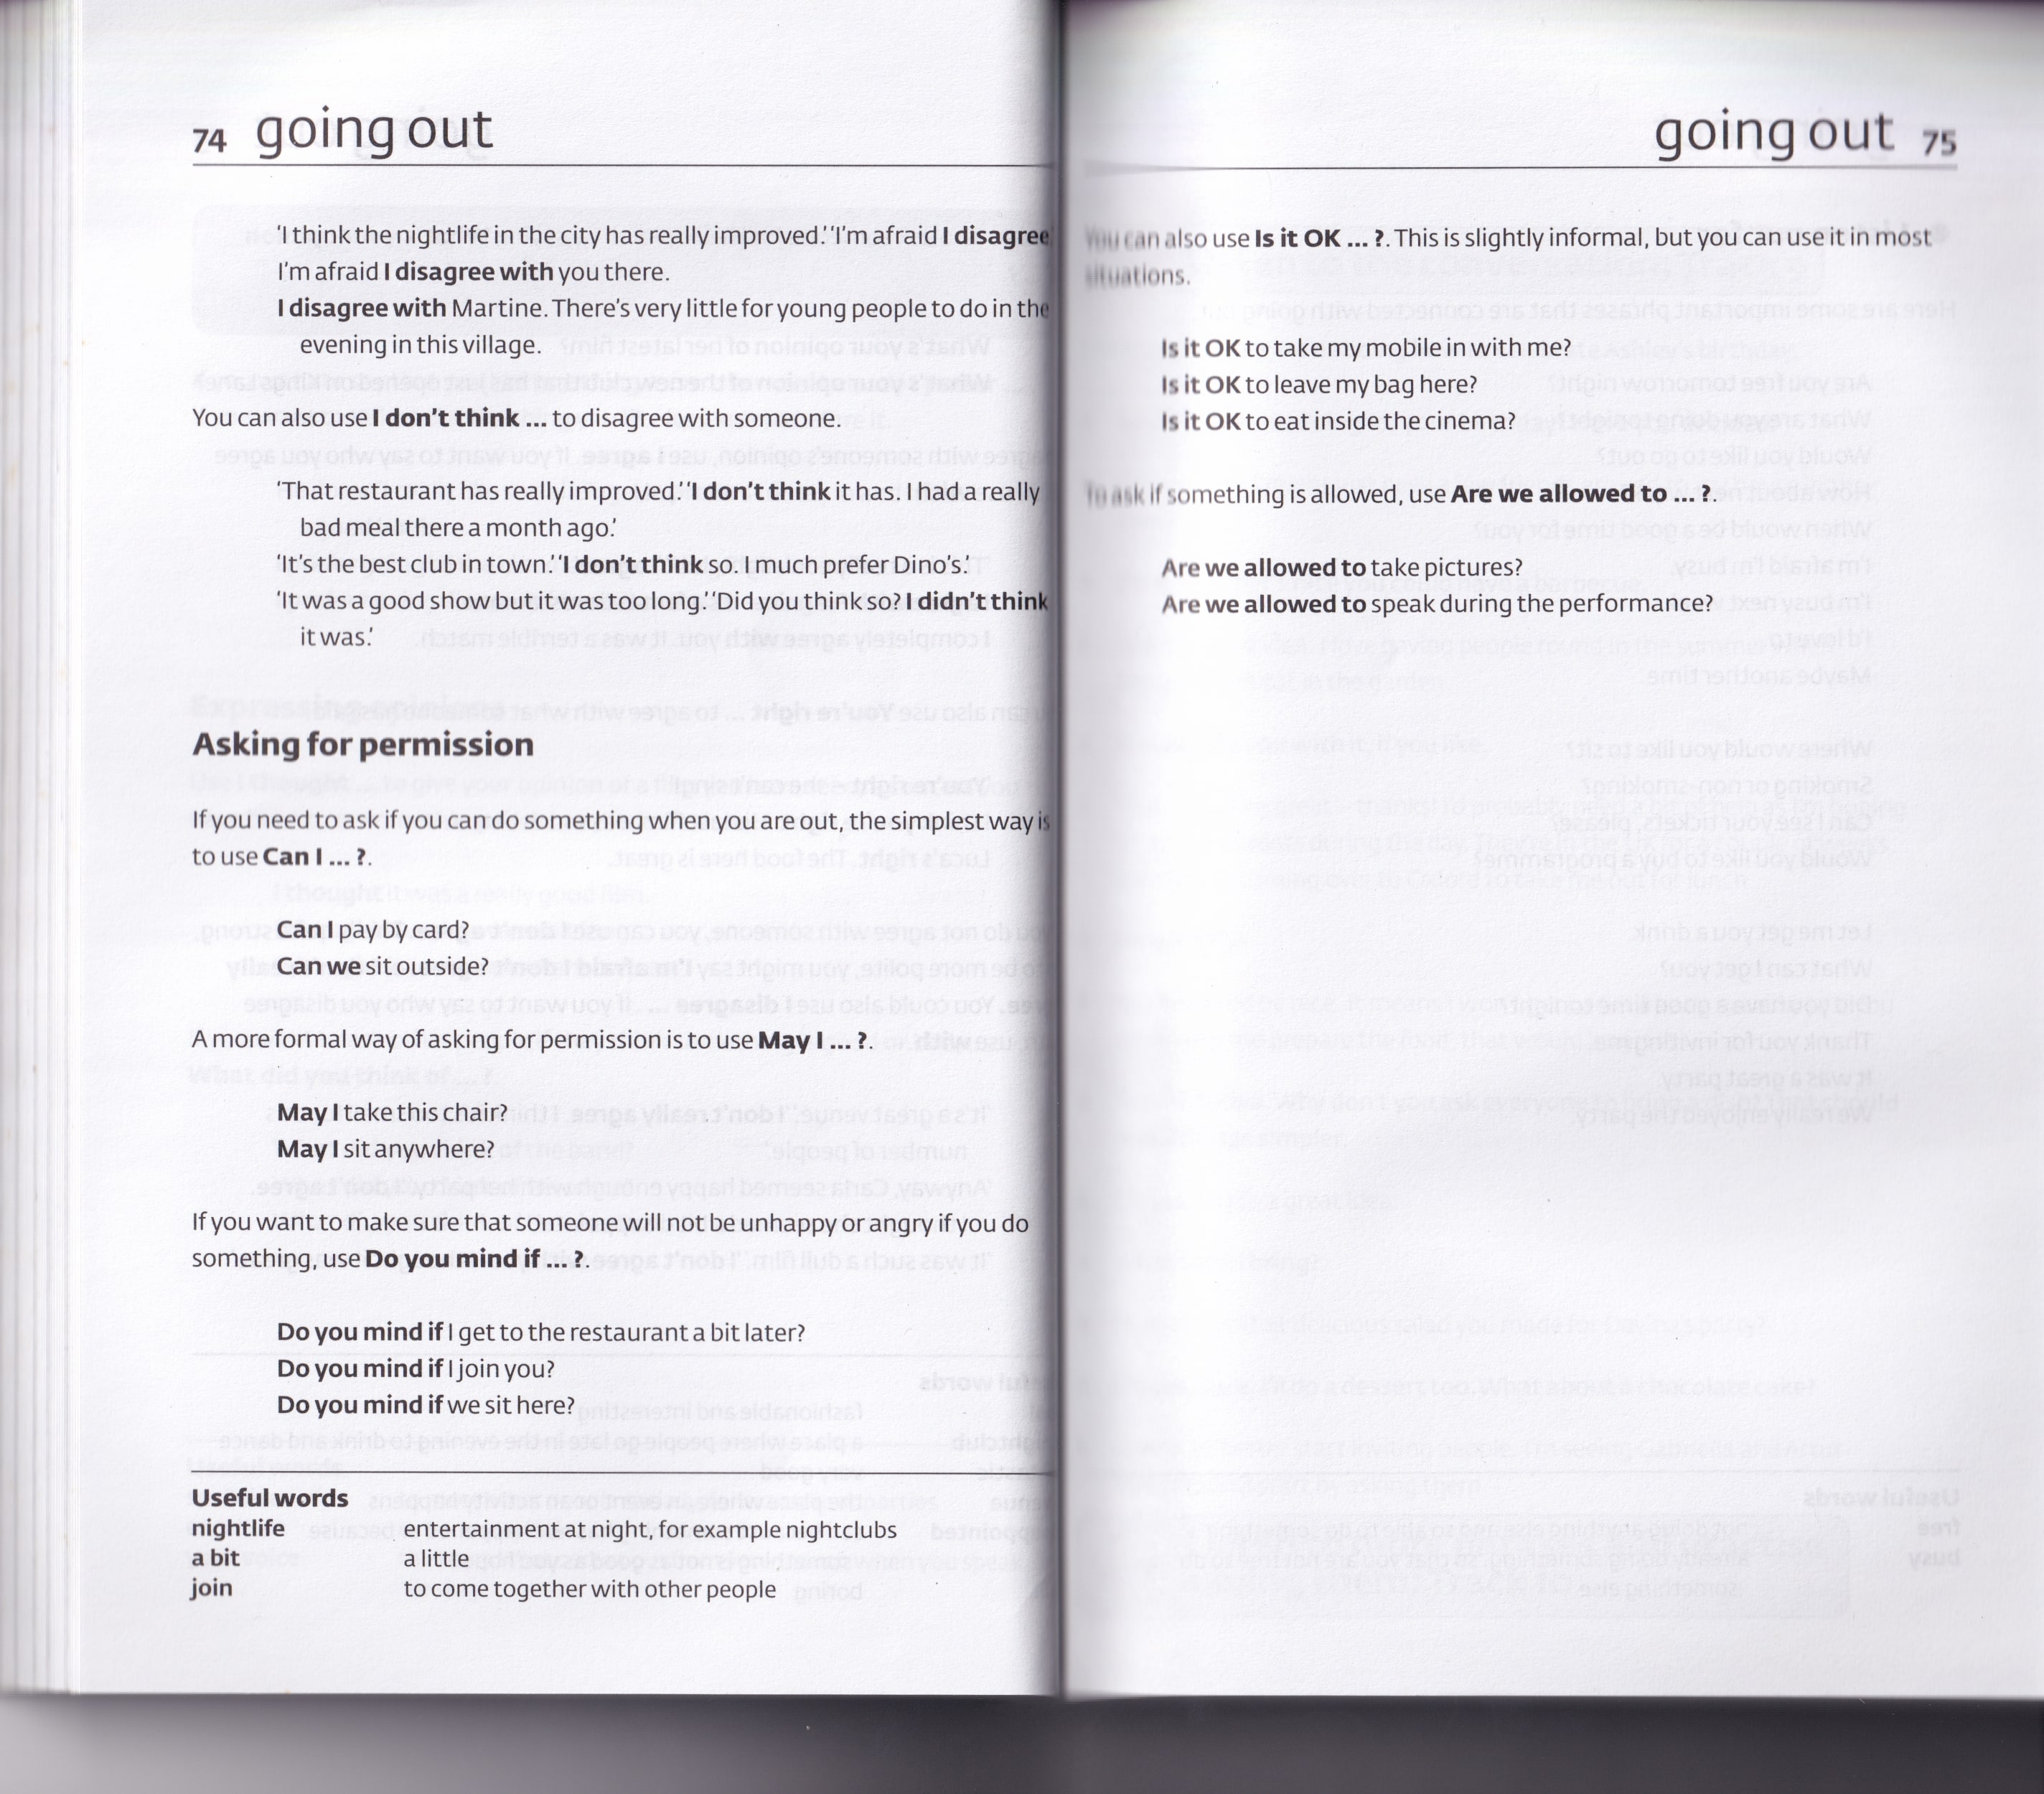 74 going out
‘I think the nightlife in the city has really improved.’ ‘I'm afraid I disagree
I'm afraid I disagree with you there.
I disagree with Martine. There's very little for young people to do in the
evening in this village.
You can also use I don't think ... to disagree with someone.
‘That restaurant has really improved.’ ‘I don't think it has. I had a really
bad meal there a month ago.’
‘It's the best club in town.’ ‘I don't think so. I much prefer Dino's.’
‘It was a good show but it was too long.’ ‘Did you think so? I didn't think
it was.’
Asking for permission
If you need to ask if you can do something when you are out, the simplest way is
to use Can I ... ?.
Can I pay by card?
Can we sit outside?
A more formal way of asking for permission is to use May I ... ?.
May I take this chair?
May I sit anywhere?
If you want to make sure that someone will not be unhappy or angry if you do
something, use Do you mind if ... ?.
Do you mind if I get to the restaurant a bit later?
Do you mind if I join you?
Do you mind if we sit here?
Useful words
nightlife entertainment at night, for example nightclubs
a bit a little
join to come together with other people
going out 75
You can also use Is it OK ... ?. This is slightly informal, but you can use it in most
situations.
Is it OK to take my mobile in with me?
Is it OK to leave my bag here?
Is it OK to eat inside the cinema?
To ask if something is allowed, use Are we allowed to ... ?.
Are we allowed to take pictures?
Are we allowed to speak during the performance?